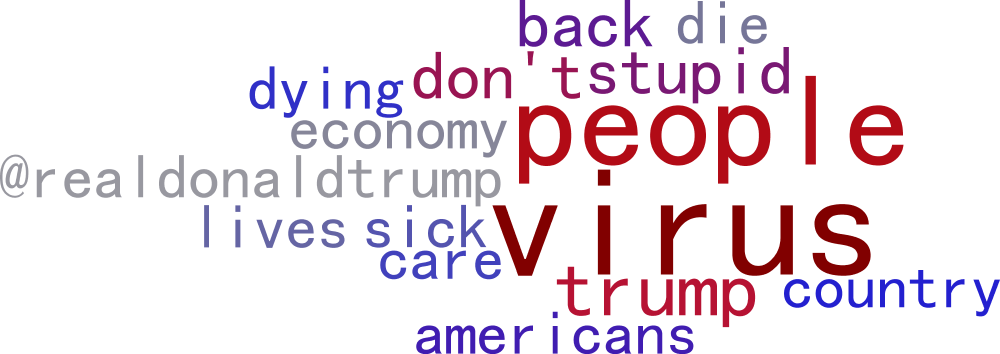 back die
dying don't stupid
economy people
@realdonaldtrump
lives sick virus
care
trump country
americans